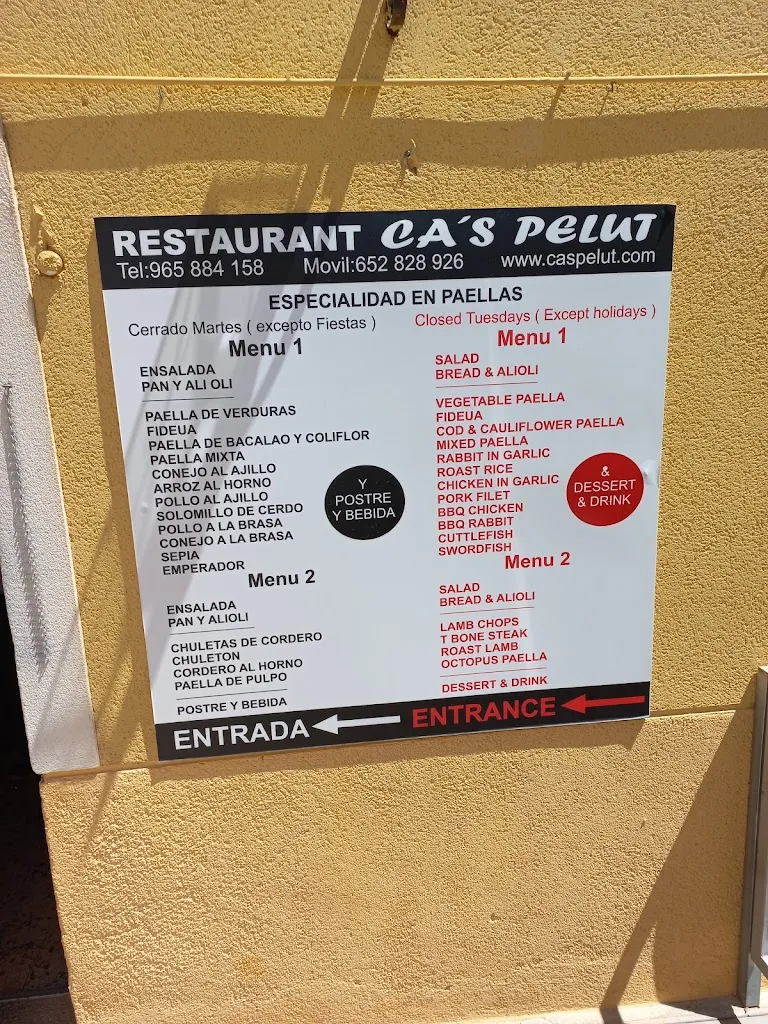 RESTAURANT CA´S PELUT
Tel:965 884 158 Movil:652 828 926 www.caspelut.com
ESPECIALIDAD EN PAELLAS
Cerrado Martes ( excepto Fiestas )
Menu 1
ENSALADA
PAN Y ALI OLI
PAELLA DE VERDURAS
FIDEUA
PAELLA DE BACALAO Y COLIFLOR
PAELLA MIXTA
CONEJO AL AJILLO
ARROZ AL HORNO
POLLO AL AJILLO
SOLOMILLO DE CERDO
POLLO A LA BRASA
CONEJO A LA BRASA
SEPIA
EMPERADOR
Y
POSTRE
Y BEBIDA
Menu 2
ENSALADA
PAN Y ALIOLI
CHULETAS DE CORDERO
CHULETON
CORDERO AL HORNO
PAELLA DE PULPO
POSTRE Y BEBIDA
ENTRADA
Closed Tuesdays ( Except holidays )
Menu 1
SALAD
BREAD & ALIOLI
VEGETABLE PAELLA
FIDEUA
COD & CAULIFLOWER PAELLA
MIXED PAELLA
RABBIT IN GARLIC
ROAST RICE
CHICKEN IN GARLIC
PORK FILET
BBQ CHICKEN
BBQ RABBIT
CUTTLEFISH
SWORDFISH
&
DESSERT
& DRINK
Menu 2
SALAD
BREAD & ALIOLI
LAMB CHOPS
T BONE STEAK
ROAST LAMB
OCTOPUS PAELLA
DESSERT & DRINK
ENTRANCE